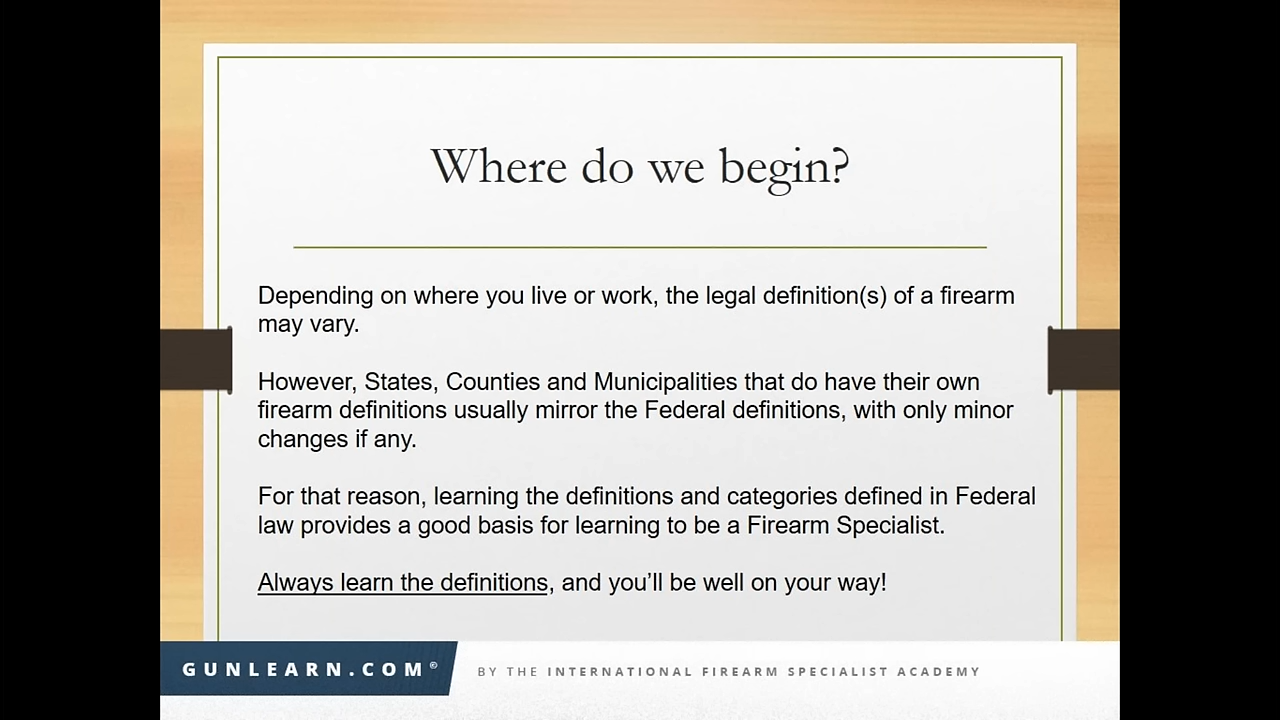 Where do we begin?
Depending on where you live or work, the legal definition(s) of a firearm
may vary.
However, States, Counties and Municipalities that do have their own
firearm definitions usually mirror the Federal definitions, with only minor
changes if any.
For that reason, learning the definitions and categories defined in Federal
law provides a good basis for learning to be a Firearm Specialist.
Always learn the definitions, and you’ll be well on your way!
GUNLEARN.COM©
BY THE INTERNATIONAL FIREARM SPECIALIST ACADEMY